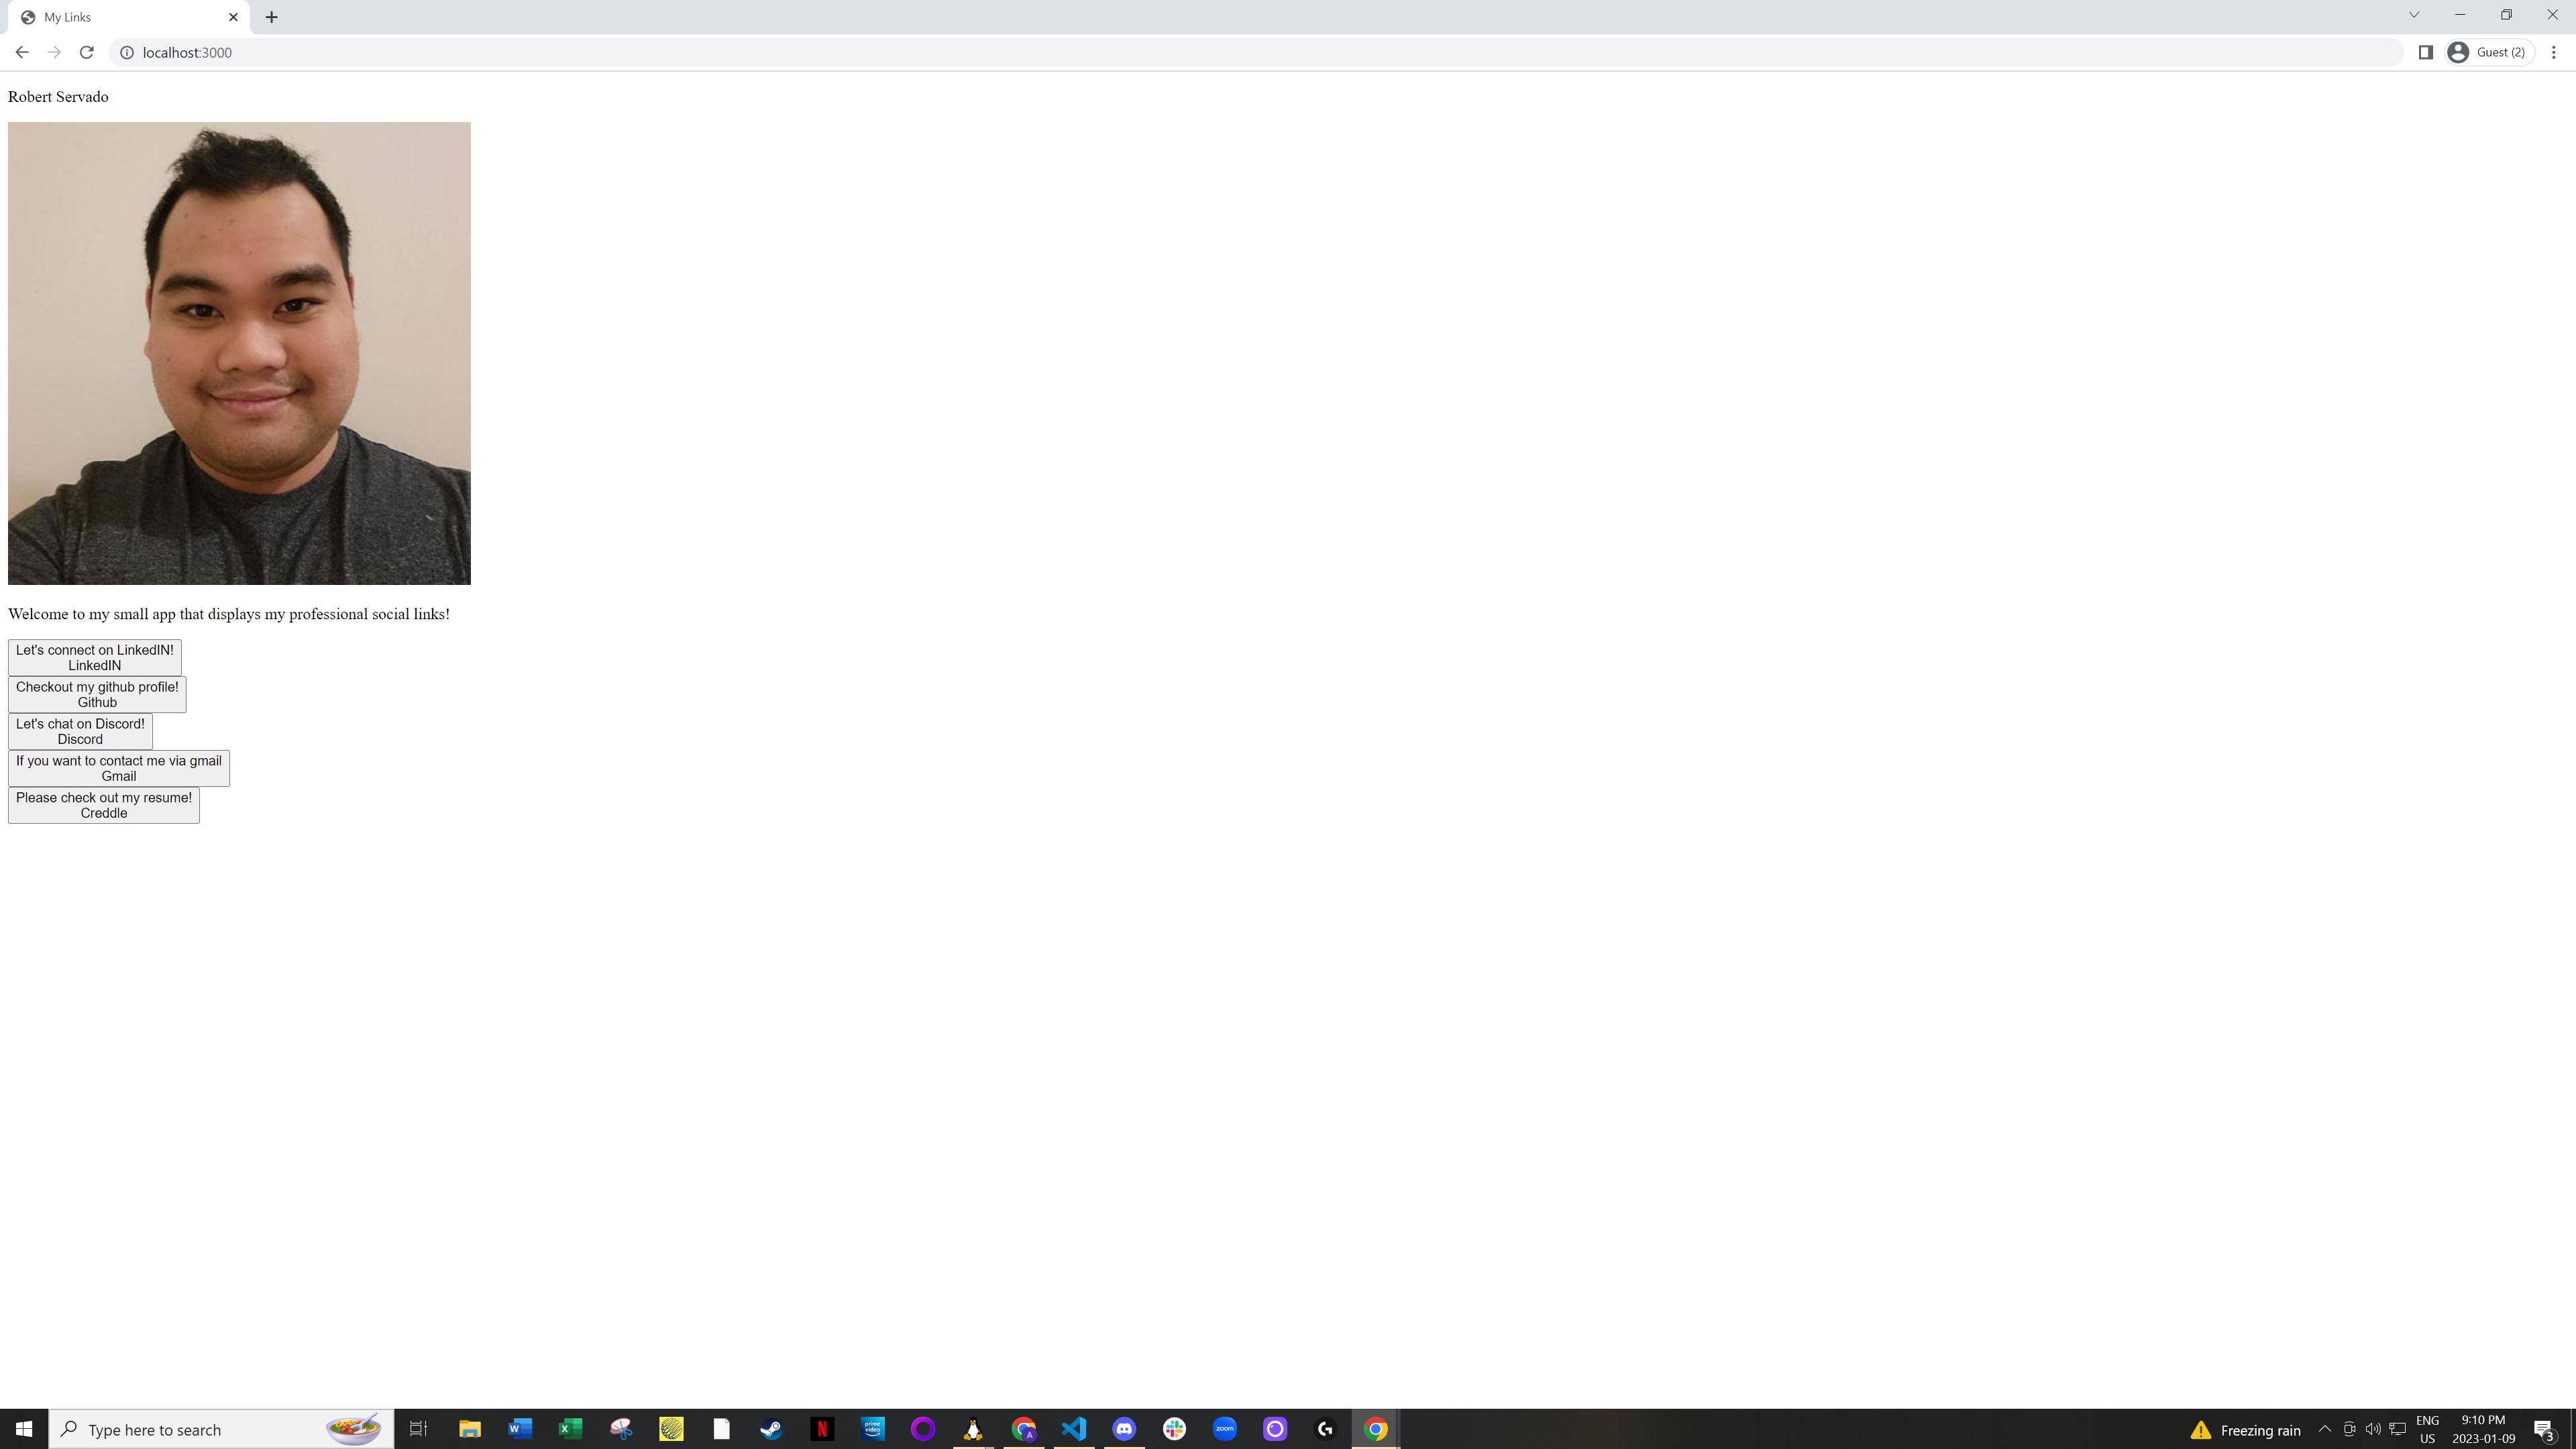 My Links
localhost:3000
Guest (2)
Robert Servado
Welcome to my small app that displays my professional social links!
Let's connect on LinkedIN!
LinkedIN
Checkout my github profile!
Github
Let's chat on Discord!
Discord
If you want to contact me via gmail
Gmail
Please check out my resume!
Creddle
Type here to search
W
X
N
prime video
A
zoom
Freezing rain
ENG
US
9:10 PM
2023-01-09
3